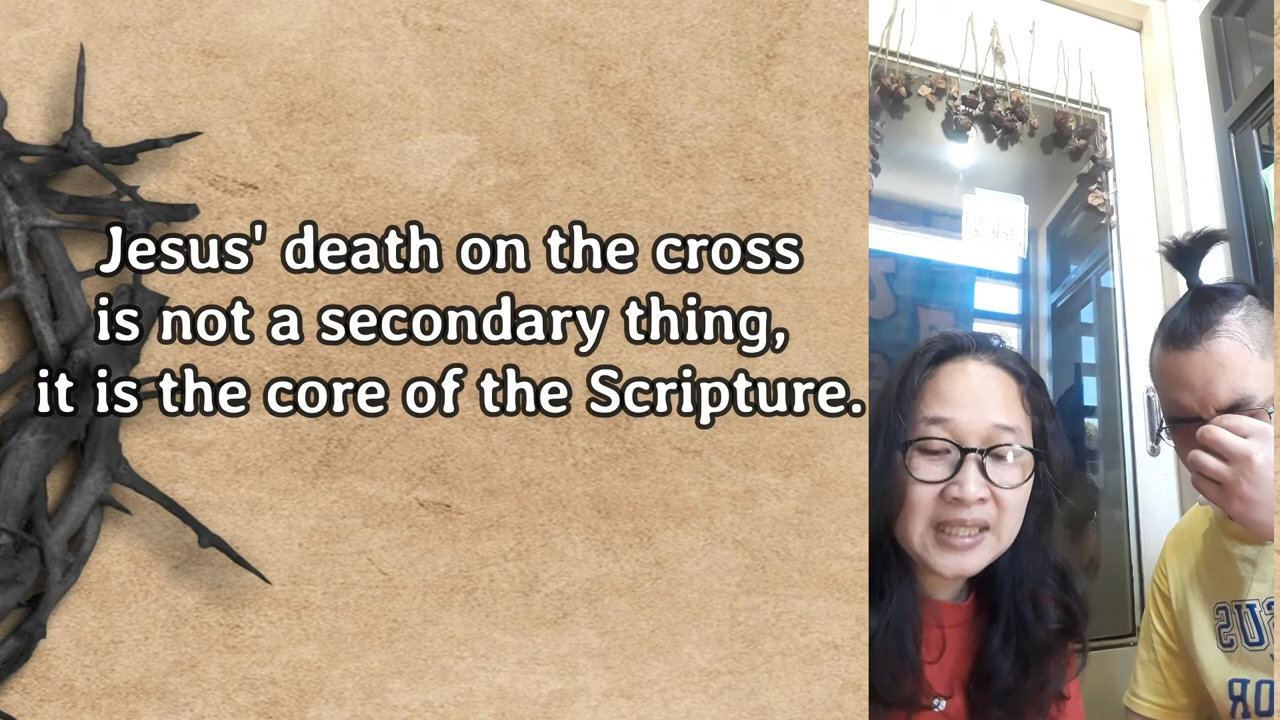 Jesus' death on the cross
is not a secondary thing,
it is the core of the Scripture.